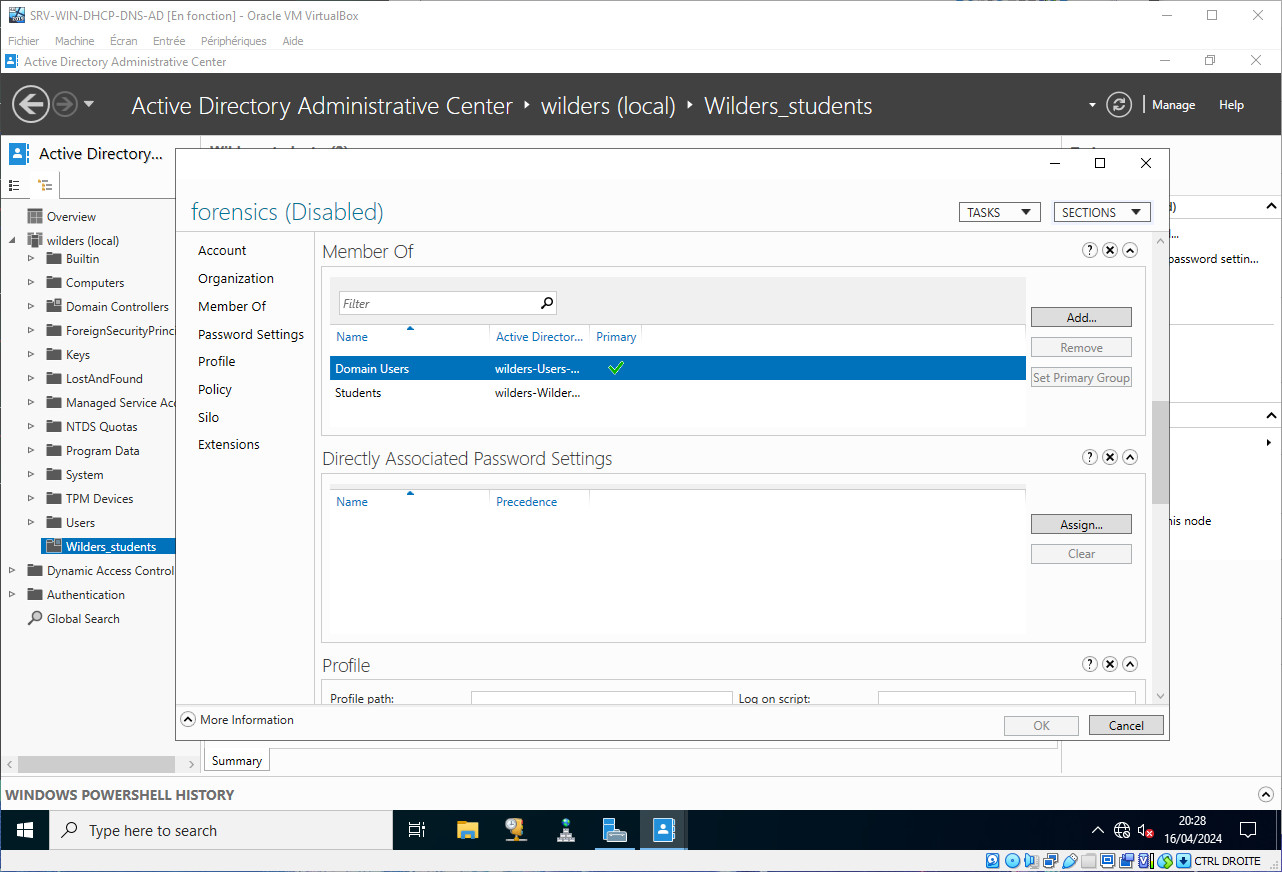 SRV-WIN-DHCP-DNS-AD [En fonction] - Oracle VM VirtualBox
Fichier Machine Écran Entrée Périphériques Aide
Active Directory Administrative Center
Active Directory Administrative Center • wilders (local) • Wilders_students
Manage Help
Active Directory...
Overview
wilders (local)
Builtin
Computers
Domain Controllers
ForeignSecurityPrinc
Keys
LostAndFound
Managed Service Acc
NTDS Quotas
Program Data
System
TPM Devices
Users
Wilders_students
Dynamic Access Control
Authentication
Global Search
forensics (Disabled)
TASKS
SECTIONS
Account
Organization
Member Of
Password Settings
Profile
Policy
Silo
Extensions
Member Of
Filter
Name Active Director... Primary
Domain Users wilders-Users-...
Students wilders-Wilder...
Add...
Remove
Set Primary Group
Directly Associated Password Settings
Name Precedence
Assign...
Clear
Profile
Profile path: Log on script:
More Information
OK Cancel
password settin...
his node
Summary
WINDOWS POWERSHELL HISTORY
Type here to search
20:28
16/04/2024
CTRL DROITE